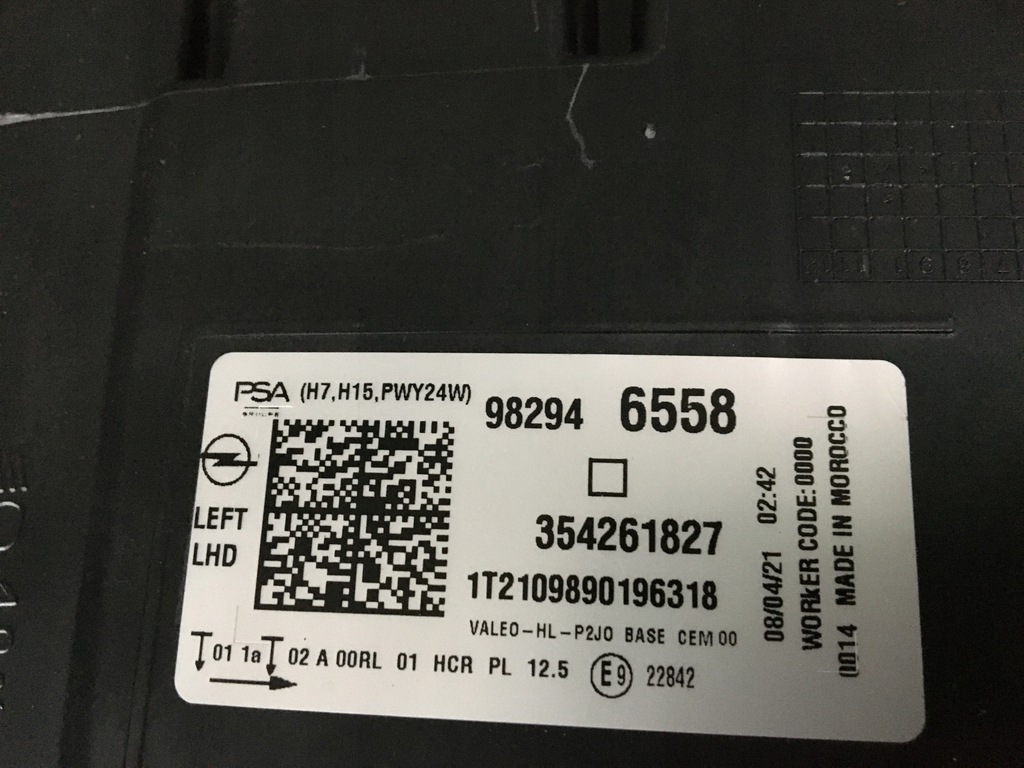 PSA (H7,H15,PWY24W) 98294 6558
LEFT
LHD
354261827
1T2109890196318
VALEO-HL-P2JO BASE CEM 00
01 1a 02 A 00RL 01 HCR PL 12.5 E9 22842
08/04/21 02:42
WORKER CODE:0000
0014 MADE IN MOROCCO